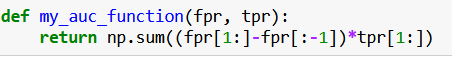 def my_auc_function(fpr, tpr):
    return np.sum((fpr[1:]-fpr[:-1])*tpr[1:])